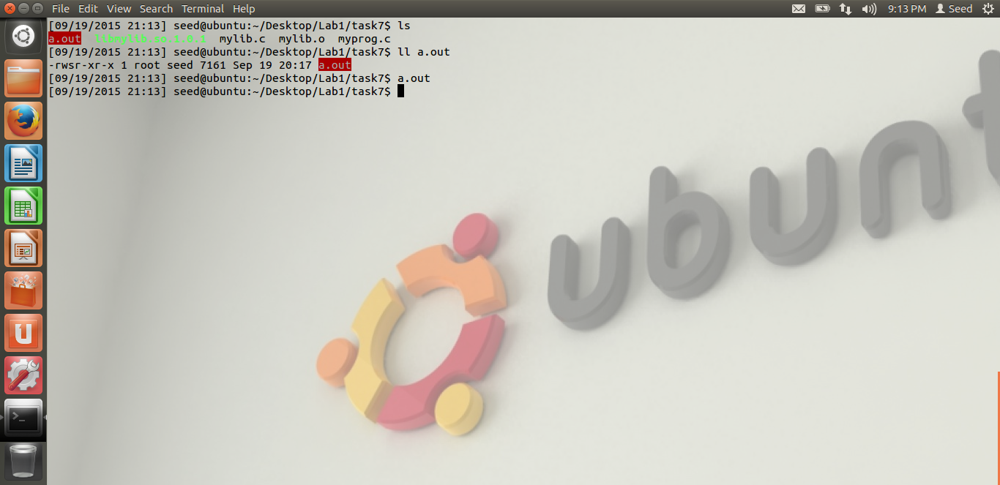 File Edit View Search Terminal Help
9:13 PM Seed
[09/19/2015 21:13] seed@ubuntu:~/Desktop/Lab1/task7$ ls
a.out libmylib.so.1.0.1 mylib.c mylib.o myprog.c
[09/19/2015 21:13] seed@ubuntu:~/Desktop/Lab1/task7$ ll a.out
-rwsr-xr-x 1 root seed 7161 Sep 19 20:17 a.out
[09/19/2015 21:13] seed@ubuntu:~/Desktop/Lab1/task7$ a.out
[09/19/2015 21:13] seed@ubuntu:~/Desktop/Lab1/task7$
ubunt